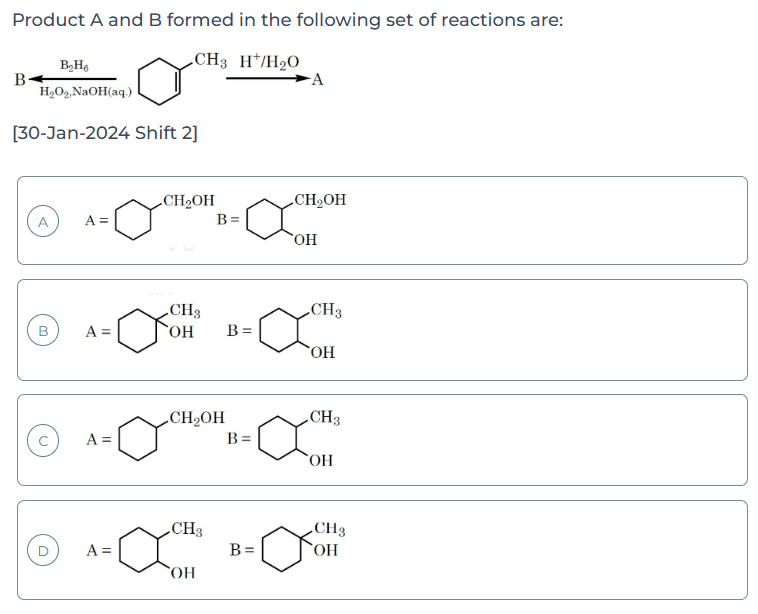 Product A and B formed in the following set of reactions are:
B₂H₆ CH₃ H⁺/H₂O
B A
H₂O₂,NaOH(aq.)
[30-Jan-2024 Shift 2]
CH₂OH CH₂OH
A A = B =
OH
CH₃ CH₃
B A = OH B =
OH
CH₂OH CH₃
C A = B =
OH
CH₃ CH₃
D A = B = OH
OH